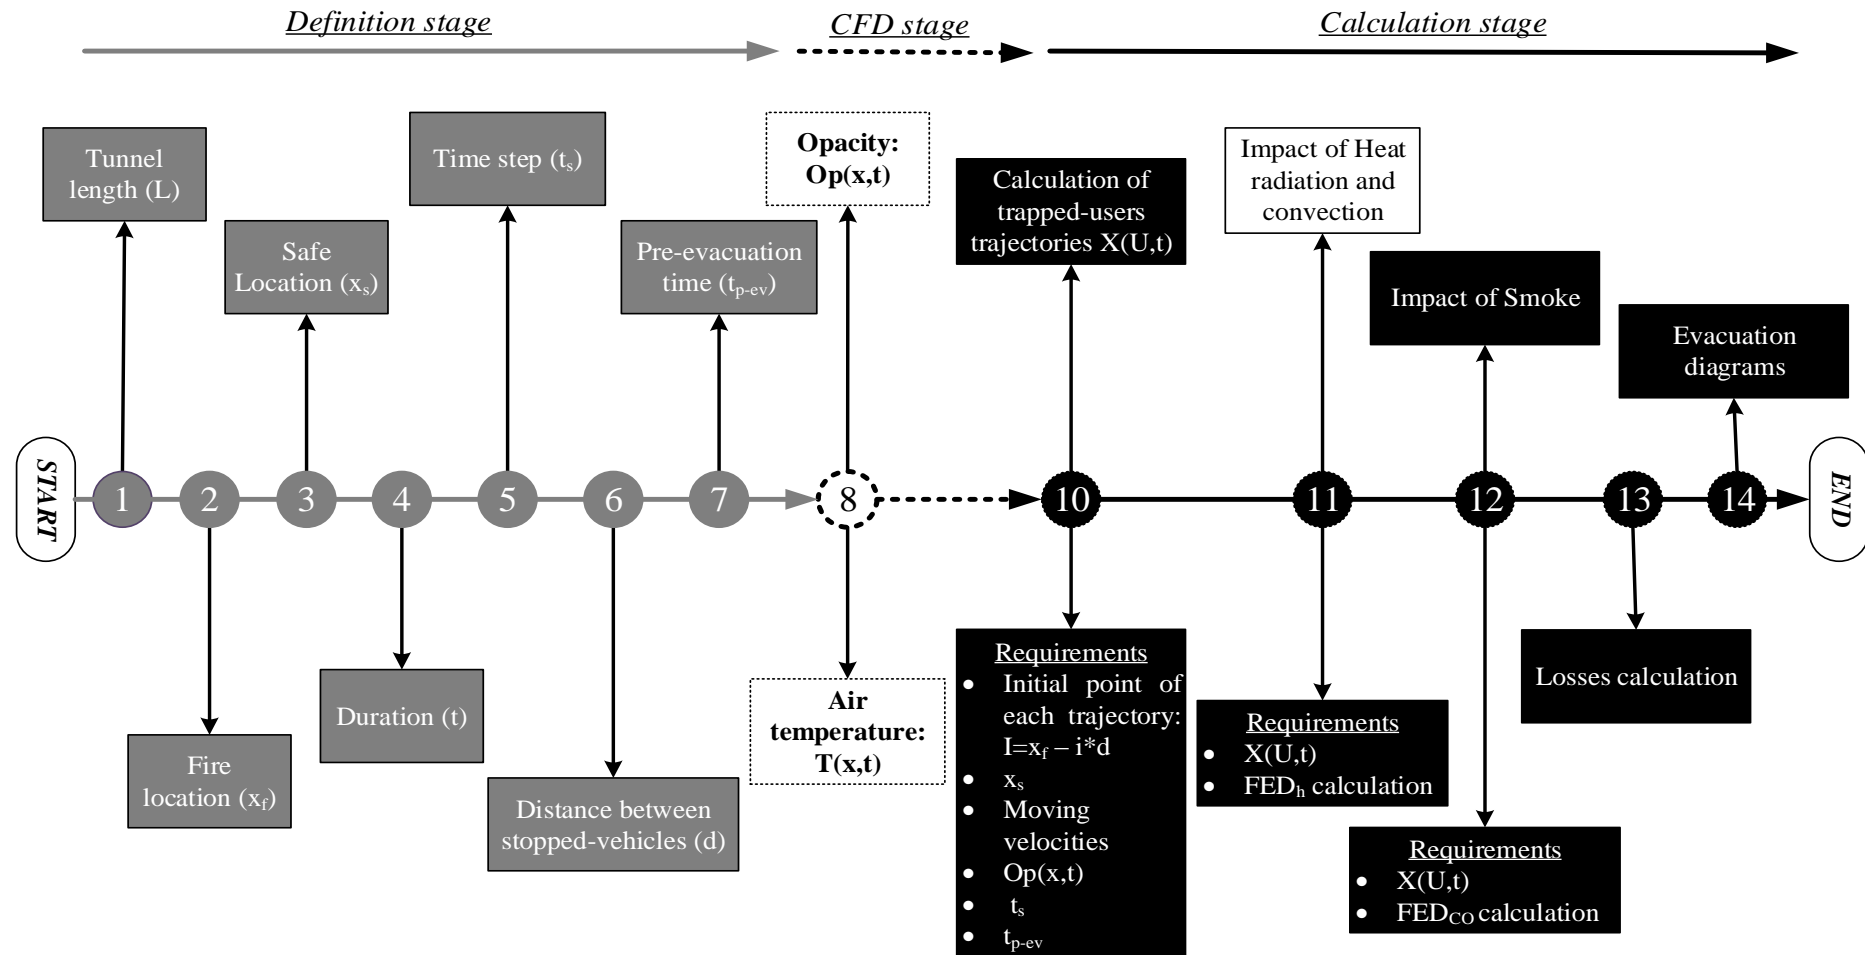 Definition stage
CFD stage
Calculation stage
Tunnel
length (L)
Safe
Location (xs)
Time step (ts)
Pre-evacuation
time (tp-ev)
Opacity:
Op(x,t)
Calculation of
trapped-users
trajectories X(U,t)
Impact of Heat
radiation and
convection
Impact of Smoke
Evacuation
diagrams
START
1
2
3
4
5
6
7
8
10
11
12
13
14
END
Fire
location (xf)
Duration (t)
Distance between
stopped-vehicles (d)
Air
temperature:
T(x,t)
Requirements
• Initial point of
each trajectory:
I=xf – i*d
• xs
• Moving
velocities
• Op(x,t)
• ts
• tp-ev
Requirements
• X(U,t)
• FEDh calculation
Requirements
• X(U,t)
• FEDCO calculation
Losses calculation